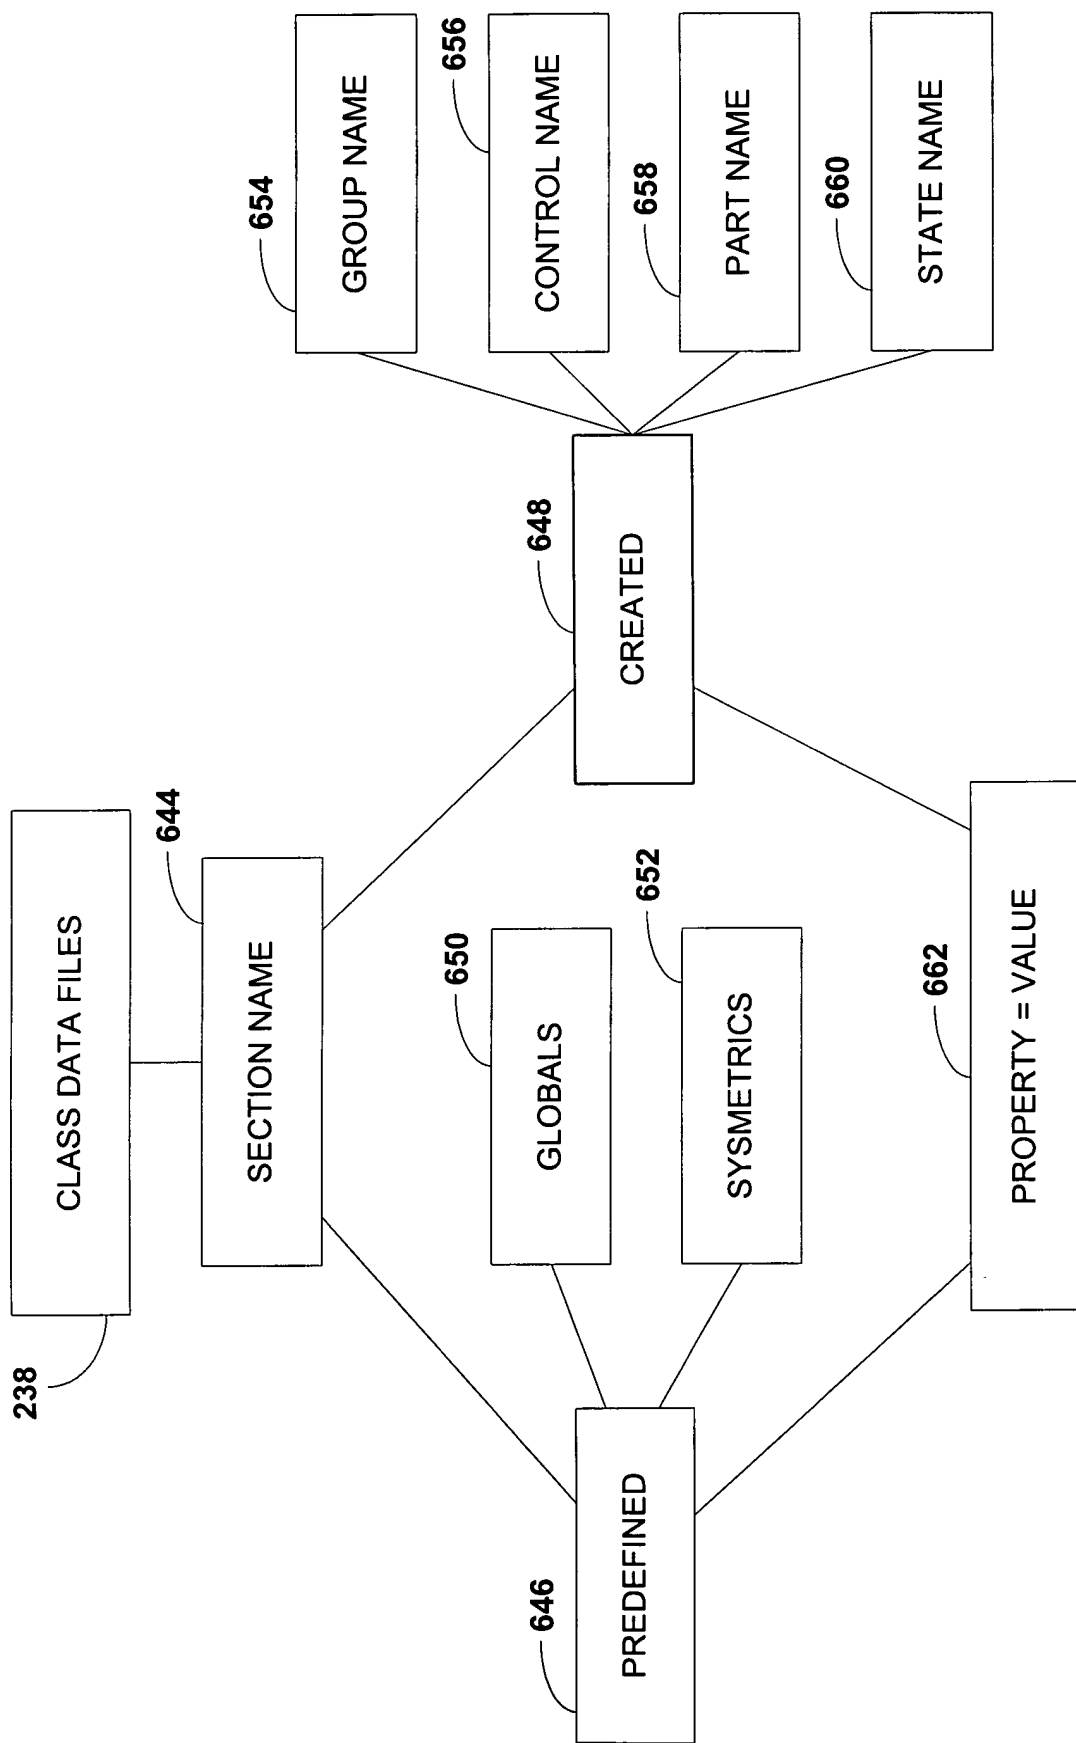 238
CLASS DATA FILES
644
SECTION NAME
646
PREDEFINED
650
GLOBALS
652
SYSMETRICS
648
CREATED
654
GROUP NAME
656
CONTROL NAME
658
PART NAME
660
STATE NAME
662
PROPERTY = VALUE